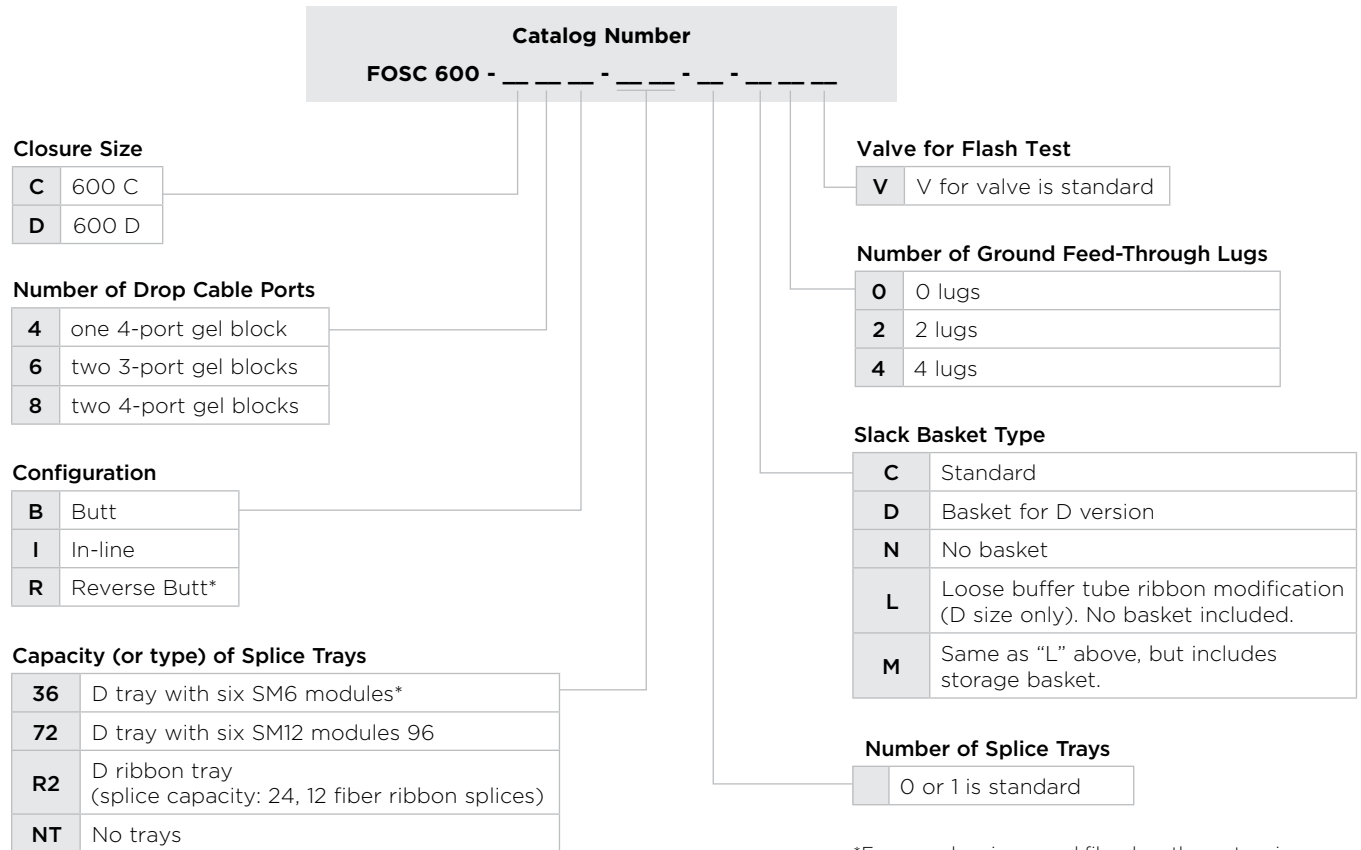 Catalog Number
FOSC 600 - __ __ __ - __ __ - __ - __ __ __
Closure Size
C 600 C
D 600 D
Number of Drop Cable Ports
4 one 4-port gel block
6 two 3-port gel blocks
8 two 4-port gel blocks
Configuration
B Butt
I In-line
R Reverse Butt*
Capacity (or type) of Splice Trays
36 D tray with six SM6 modules*
72 D tray with six SM12 modules 96
R2 D ribbon tray
(splice capacity: 24, 12 fiber ribbon splices)
NT No trays
Valve for Flash Test
V V for valve is standard
Number of Ground Feed-Through Lugs
0 0 lugs
2 2 lugs
4 4 lugs
Slack Basket Type
C Standard
D Basket for D version
N No basket
L Loose buffer tube ribbon modification
(D size only). No basket included.
M Same as “L” above, but includes
storage basket.
Number of Splice Trays
0 or 1 is standard